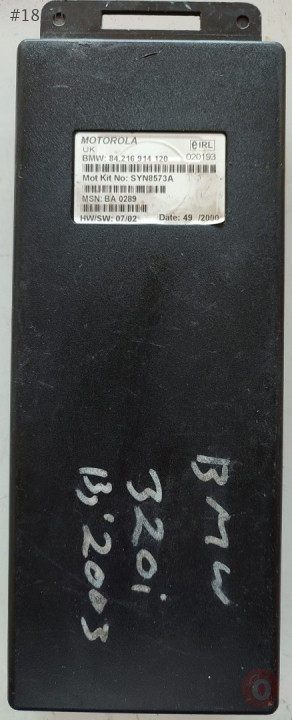 #18
MOTOROLA
UK
e IRL
BMW: 84.216 914 120
020193
Mot Kit No: SYN8573A
MSN: BA 0289
HW/SW: 07/02 Date: 49 /2000
BMW
320i
B'2003